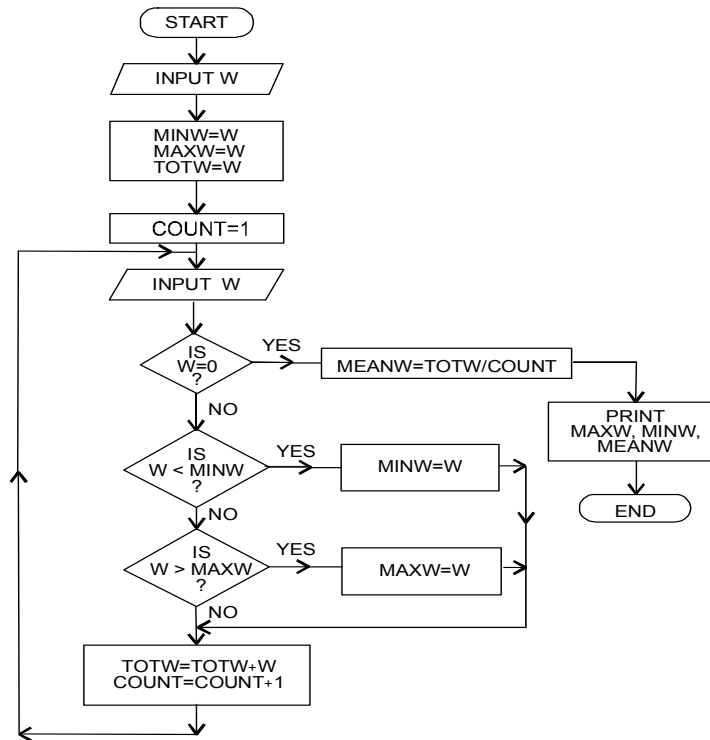 START
INPUT W
MINW=W
MAXW=W
TOTW=W
COUNT=1
INPUT W
IS
W=0
?
YES
MEANW=TOTW/COUNT
PRINT
MAXW, MINW,
MEANW
END
NO
IS
W < MINW
?
YES
MINW=W
NO
IS
W > MAXW
?
YES
MAXW=W
NO
TOTW=TOTW+W
COUNT=COUNT+1